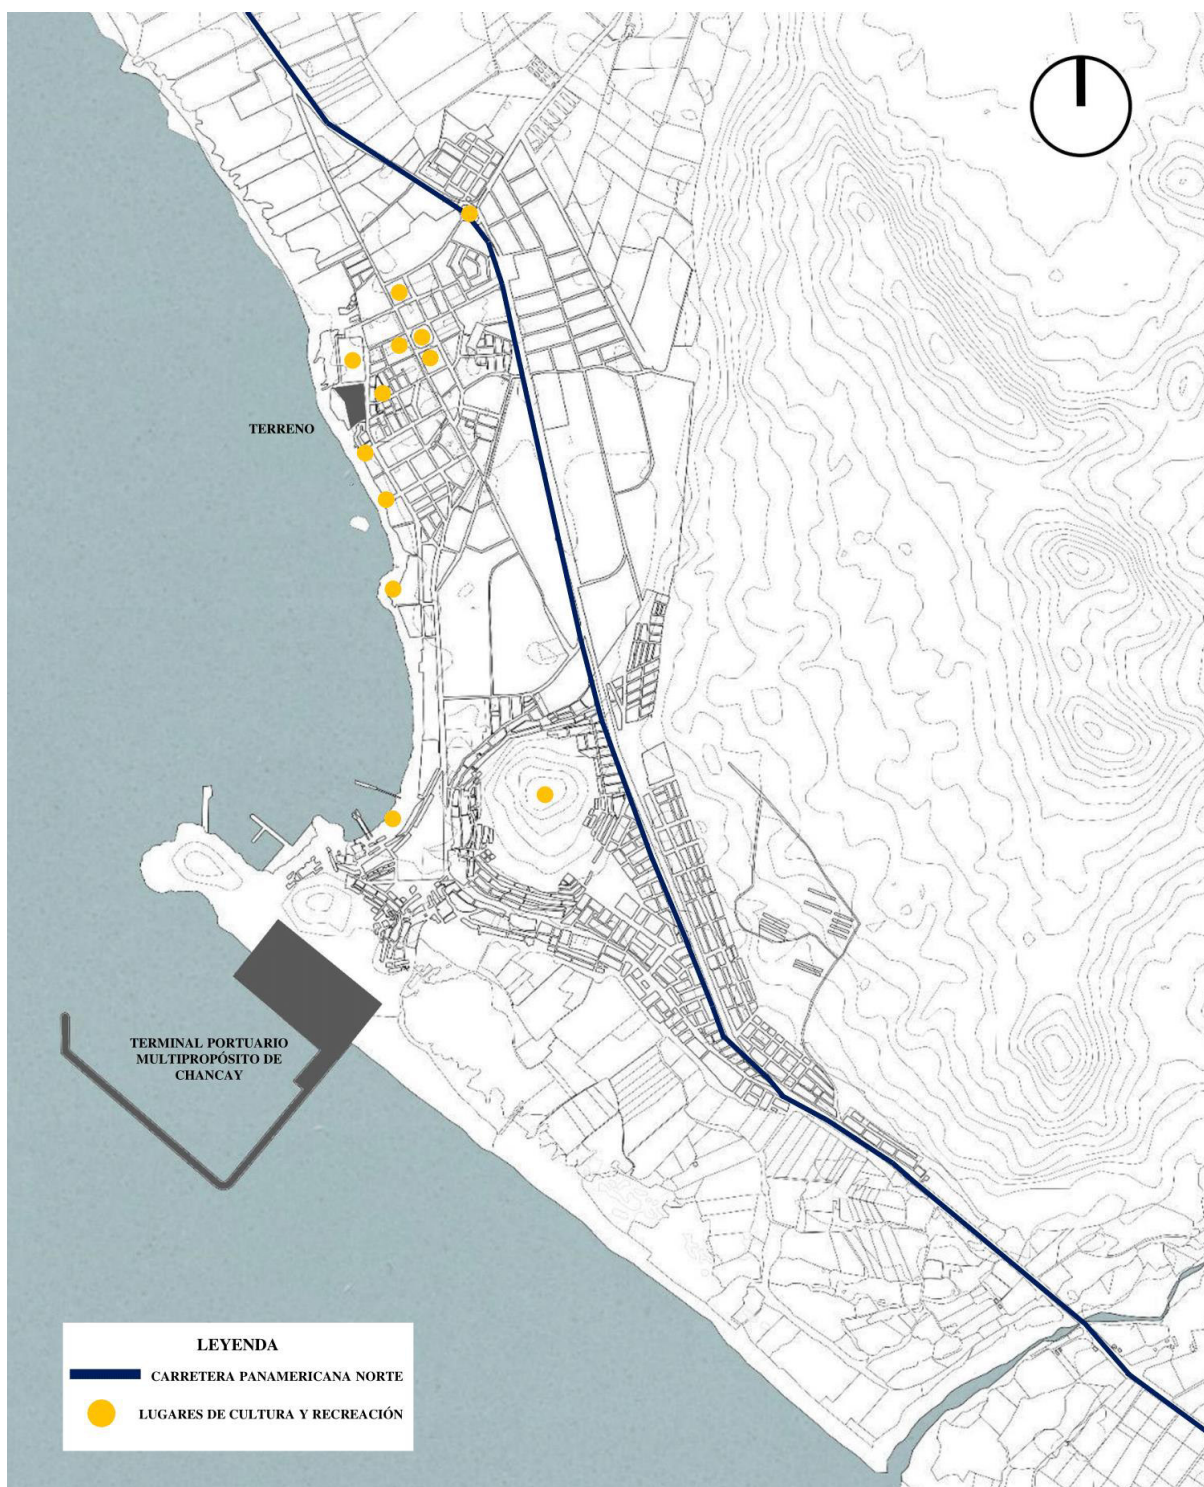 TERRENO
TERMINAL PORTUARIO
MULTIPROPÓSITO DE
CHANCAY
LEYENDA
CARRETERA PANAMERICANA NORTE
LUGARES DE CULTURA Y RECREACIÓN